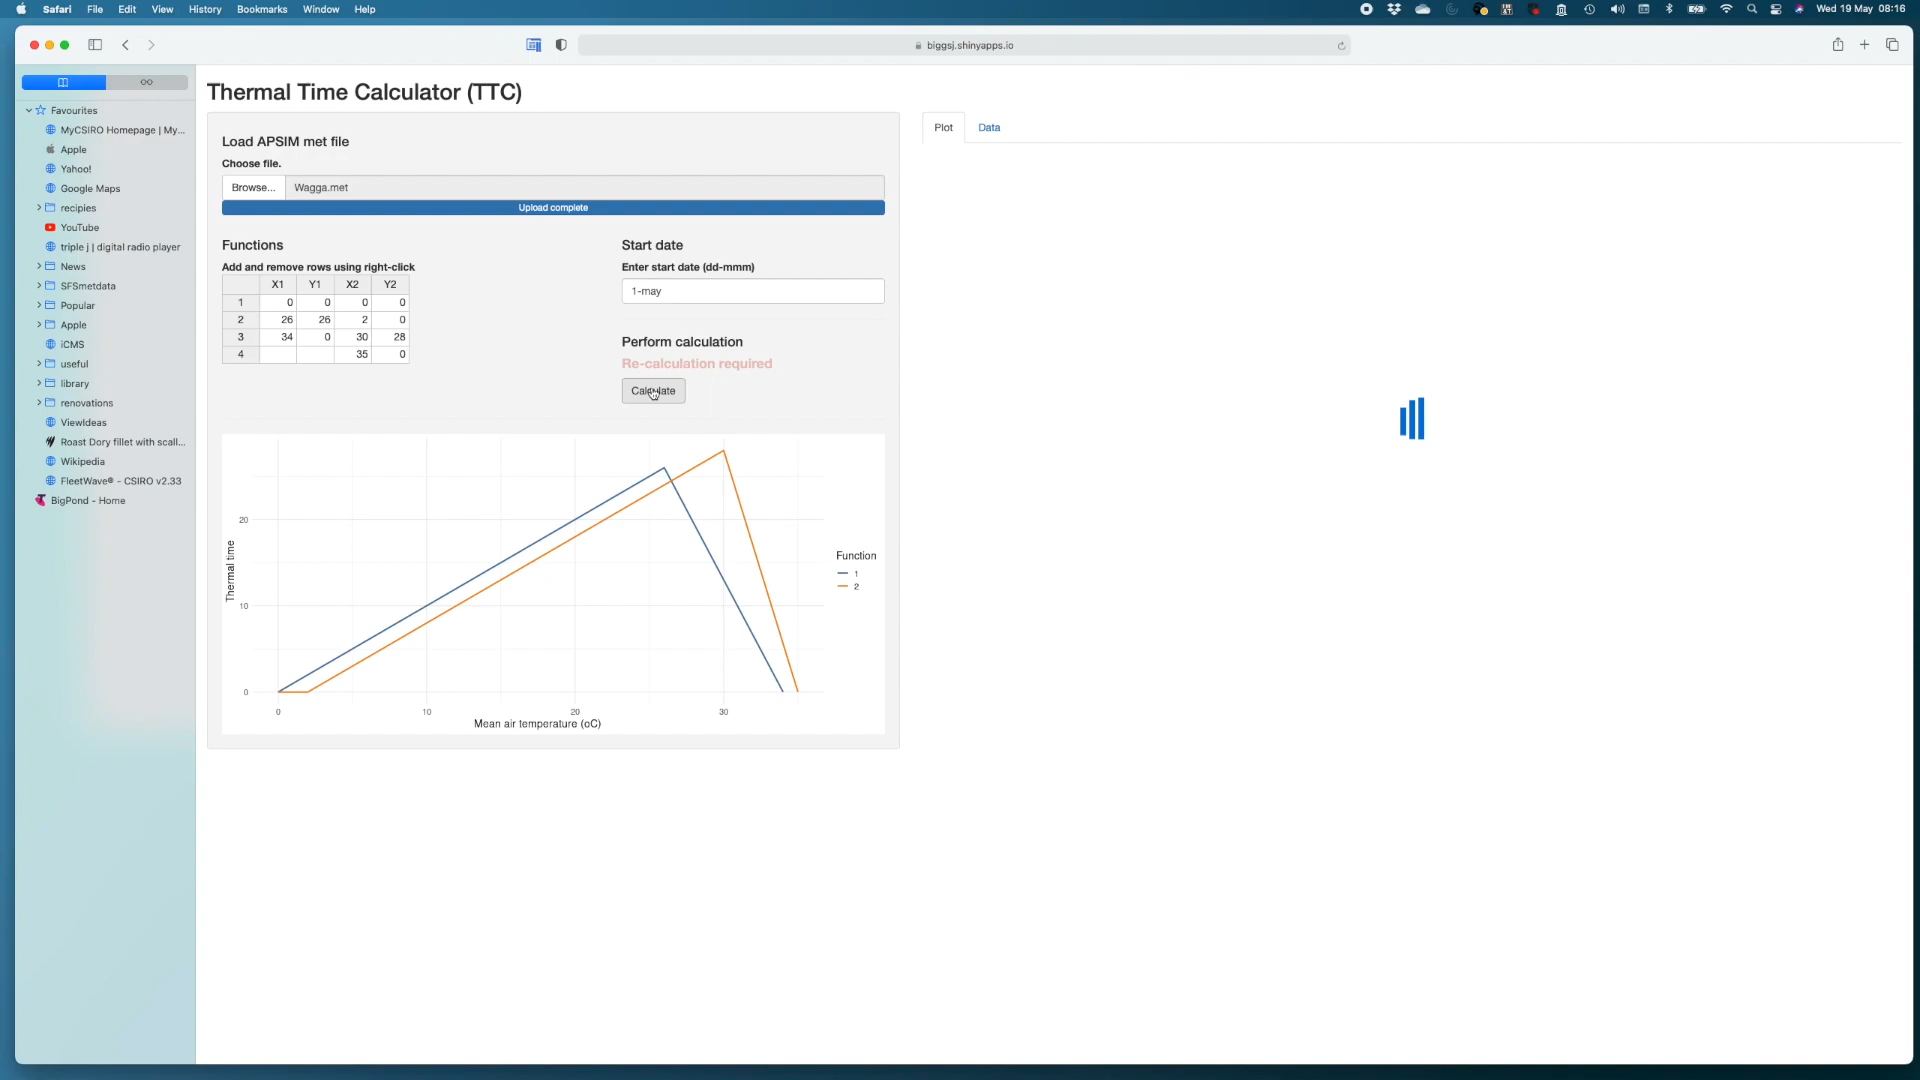 Safari File Edit View History Bookmarks Window Help
Wed 19 May 08:16
biggsj.shinyapps.io
Favourites
MyCSIRO Homepage | My...
Apple
Yahoo!
Google Maps
recipies
YouTube
triple j | digital radio player
News
SFSmetdata
Popular
Apple
iCMS
useful
library
renovations
ViewIdeas
Roast Dory fillet with scall...
Wikipedia
FleetWave® - CSIRO v2.33
BigPond - Home
Thermal Time Calculator (TTC)
Load APSIM met file
Choose file.
Browse... Wagga.met
Upload complete
Functions
Add and remove rows using right-click
X1 Y1 X2 Y2
1 0 0 0 0
2 26 26 2 0
3 34 0 30 28
4 35 0
Start date
Enter start date (dd-mmm)
1-may
Perform calculation
Re-calculation required
Calculate
Thermal time
20
10
0
0 10 20 30
Mean air temperature (oC)
Function
1
2
Plot Data